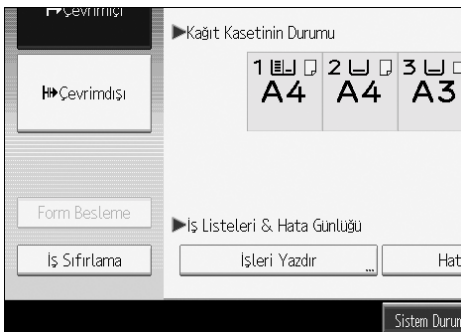 Çevrimiçi
Çevrimdışı
Form Besleme
İş Sıfırlama
Kağıt Kasetinin Durumu
1 2 3
A4 A4 A3
İş Listeleri & Hata Günlüğü
İşleri Yazdır ... Hat
Sistem Durum